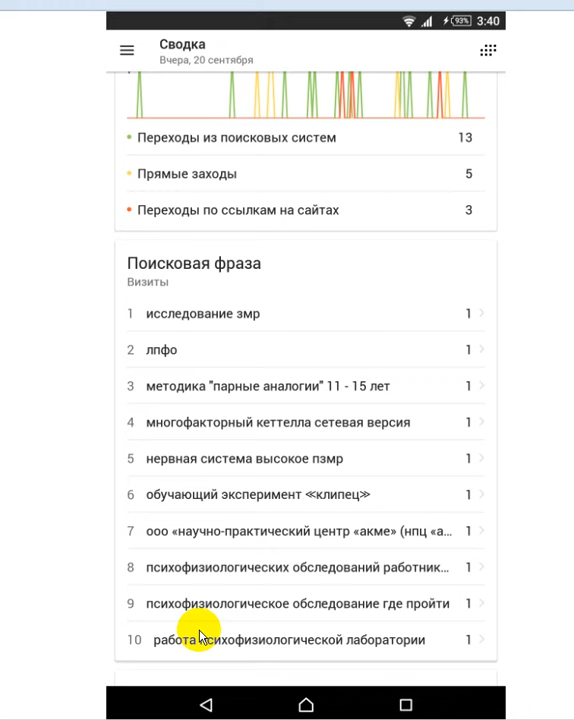 93% 3:40
Сводка
Вчера, 20 сентября
Переходы из поисковых систем 13
Прямые заходы 5
Переходы по ссылкам на сайтах 3
Поисковая фраза
Визиты
1 исследование змр 1
2 лпфо 1
3 методика "парные аналогии" 11 - 15 лет 1
4 многофакторный кеттелла сетевая версия 1
5 нервная система высокое пзмр 1
6 обучающий эксперимент ≪клипец≫ 1
7 ооо «научно-практический центр «акме» (нпц «а... 1
8 психофизиологических обследований работник... 1
9 психофизиологическое обследование где пройти 1
10 работа психофизиологической лаборатории 1